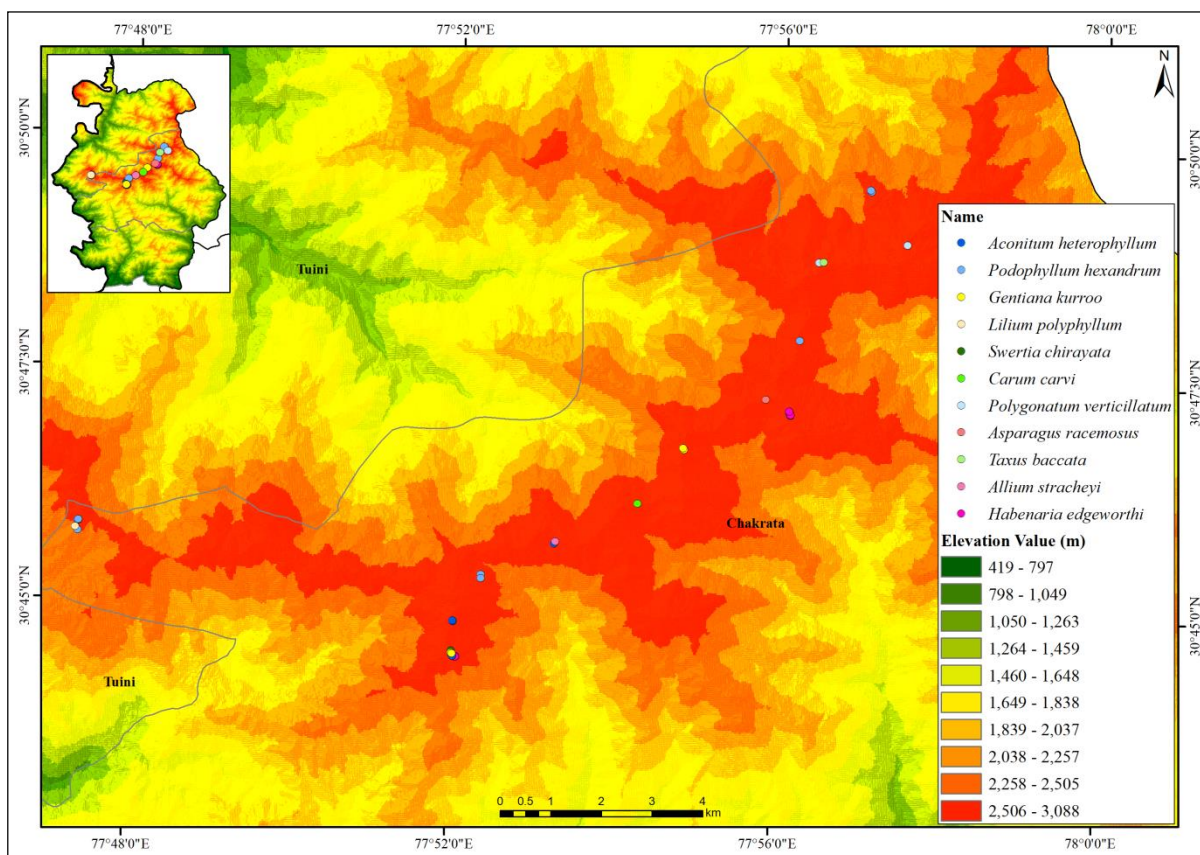 77°48'0"E 77°52'0"E 77°56'0"E 78°0'0"E
N
30°50'0"N
30°50'0"N
Tuini
30°47'30"N
30°47'30"N
Chakrata
30°45'0"N
30°45'0"N
Tuini
Name
Aconitum heterophyllum
Podophyllum hexandrum
Gentiana kurroo
Lilium polyphyllum
Swertia chirayata
Carum carvi
Polygonatum verticillatum
Asparagus racemosus
Taxus baccata
Allium stracheyi
Habenaria edgeworthi
Elevation Value (m)
419 - 797
798 - 1,049
1,050 - 1,263
1,264 - 1,459
1,460 - 1,648
1,649 - 1,838
1,839 - 2,037
2,038 - 2,257
2,258 - 2,505
2,506 - 3,088
0 0.5 1 2 3 4
km
77°48'0"E 77°52'0"E 77°56'0"E 78°0'0"E